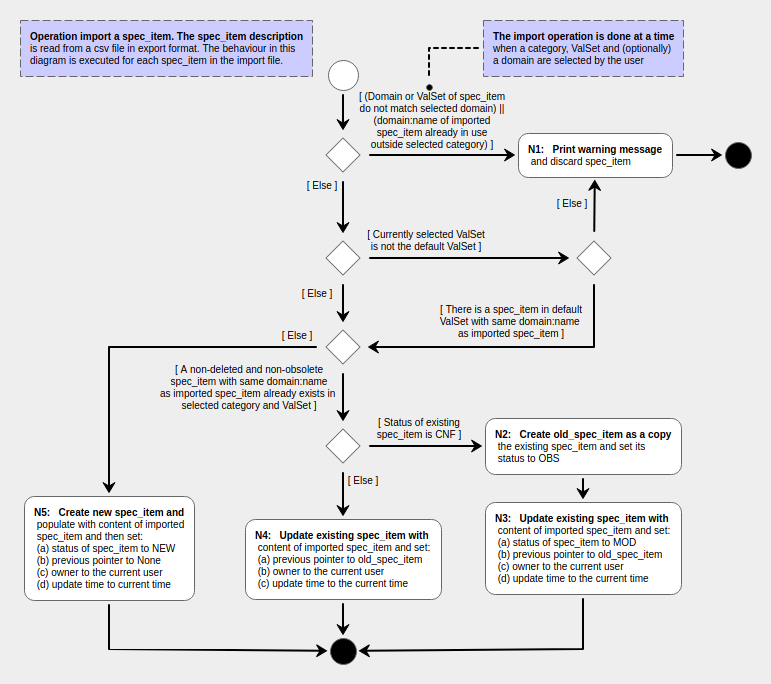 Operation import a spec_item. The spec_item description
is read from a csv file in export format. The behaviour in this
diagram is executed for each spec_item in the import file.
The import operation is done at a time
when a category, ValSet and (optionally)
a domain are selected by the user
[ (Domain or ValSet of spec_item
do not match selected domain) ||
(domain:name of imported
spec_item already in use
outside selected category) ]
N1: Print warning message
and discard spec_item
[ Else ]
[ Else ]
[ Currently selected ValSet
is not the default ValSet ]
[ Else ]
[ There is a spec_item in default
ValSet with same domain:name
as imported spec_item ]
[ Else ]
[ A non-deleted and non-obsolete
spec_item with same domain:name
as imported spec_item already exists in
selected category and ValSet ]
[ Status of existing
spec_item is CNF ]
N2: Create old_spec_item as a copy
the existing spec_item and set its
status to OBS
[ Else ]
N5: Create new spec_item and
populate with content of imported
spec_item and then set:
(a) status of spec_item to NEW
(b) previous pointer to None
(c) owner to the current user
(d) update time to current time
N4: Update existing spec_item with
content of imported spec_item and set:
(a) previous pointer to old_spec_item
(b) owner to the current user
(c) update time to the current time
N3: Update existing spec_item with
content of imported spec_item and set:
(a) status of spec_item to MOD
(b) previous pointer to old_spec_item
(c) owner to the current user
(d) update time to the current time